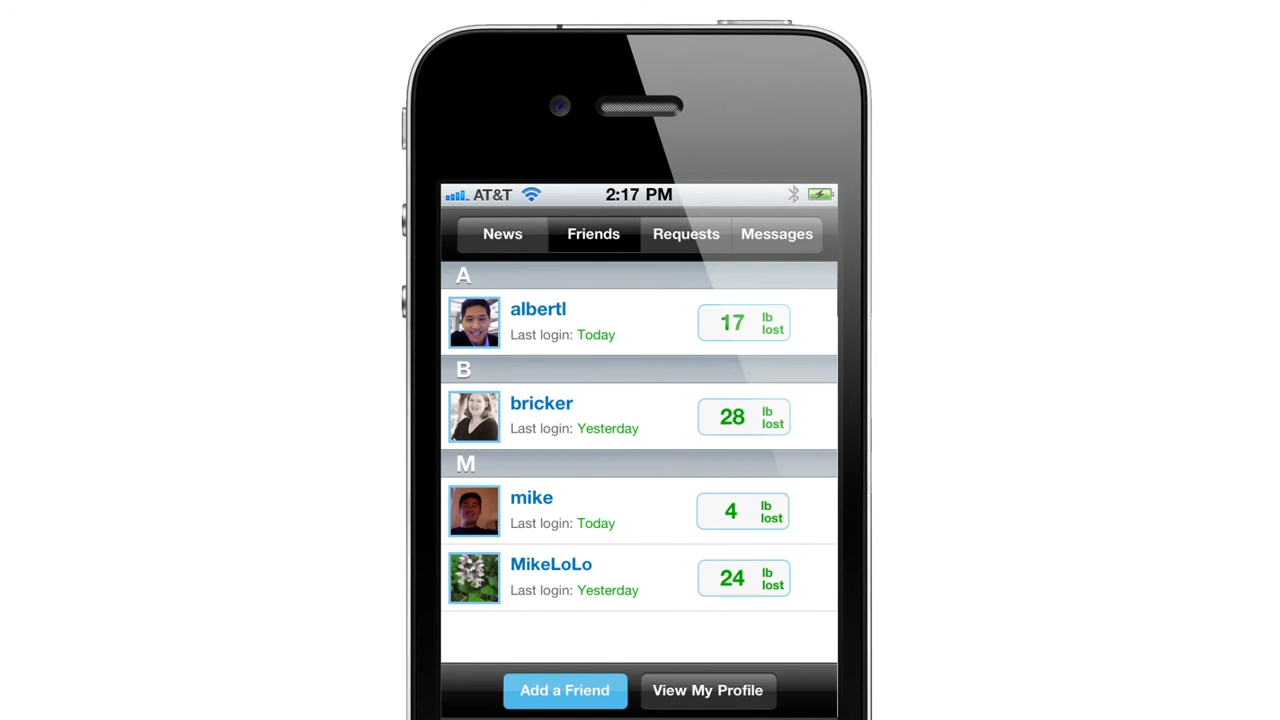 AT&T 2:17 PM
News Friends Requests Messages
A
albertl
Last login: Today
17 lb lost
B
bricker
Last login: Yesterday
28 lb lost
M
mike
Last login: Today
4 lb lost
MikeLoLo
Last login: Yesterday
24 lb lost
Add a Friend View My Profile